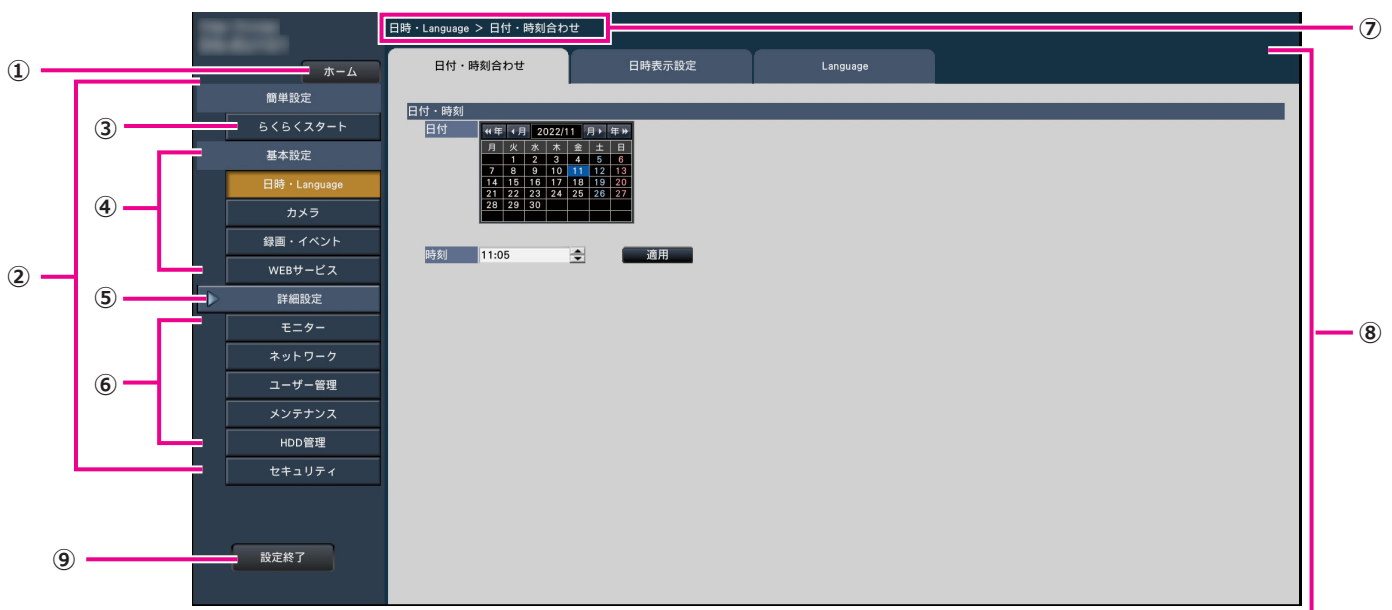 日時・Language > 日付・時刻合わせ
⑦
①
ホーム
日付・時刻合わせ
日時表示設定
Language
②
簡単設定
③
らくらくスタート
④
基本設定
日時・Language
カメラ
録画・イベント
WEBサービス
⑤
詳細設定
⑥
モニター
ネットワーク
ユーザー管理
メンテナンス
HDD管理
セキュリティ
⑨
設定終了
日付・時刻
日付
年 月 2022/11 月 年
月 火 水 木 金 土 日
1 2 3 4 5 6
7 8 9 10 11 12 13
14 15 16 17 18 19 20
21 22 23 24 25 26 27
28 29 30
時刻 11:05 適用
⑧